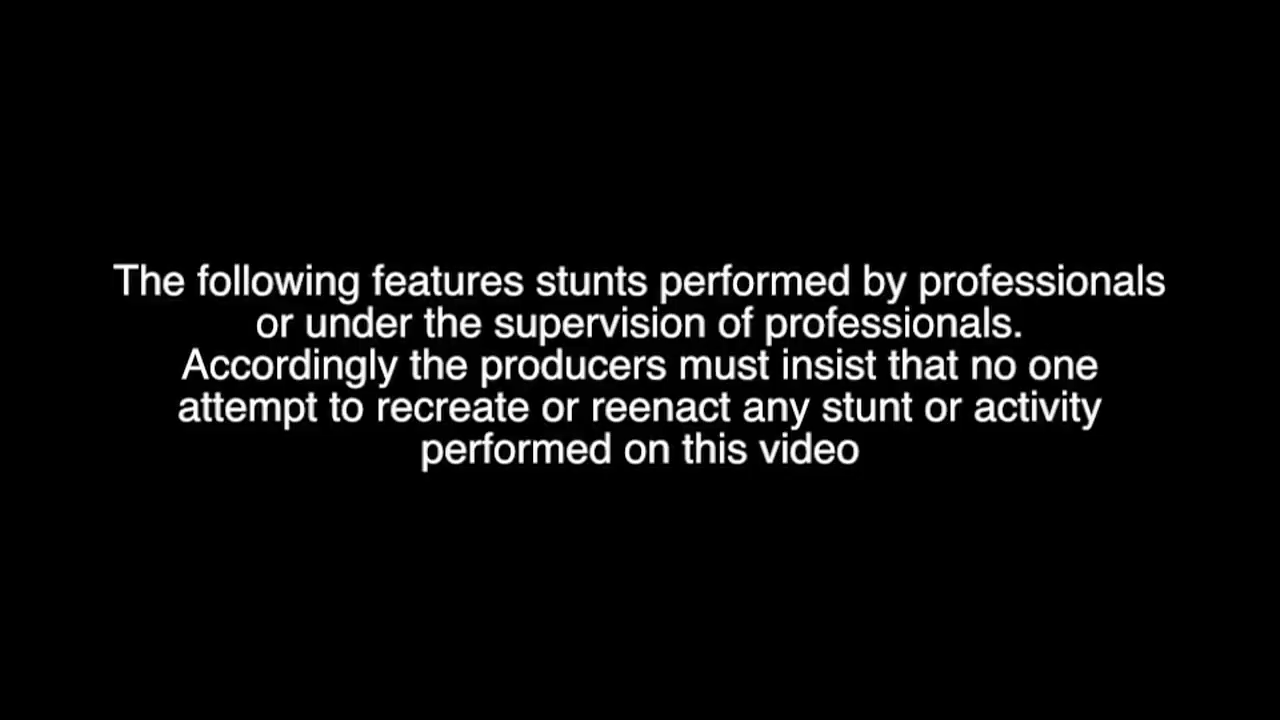 The following features stunts performed by professionals
or under the supervision of professionals.
Accordingly the producers must insist that no one
attempt to recreate or reenact any stunt or activity
performed on this video